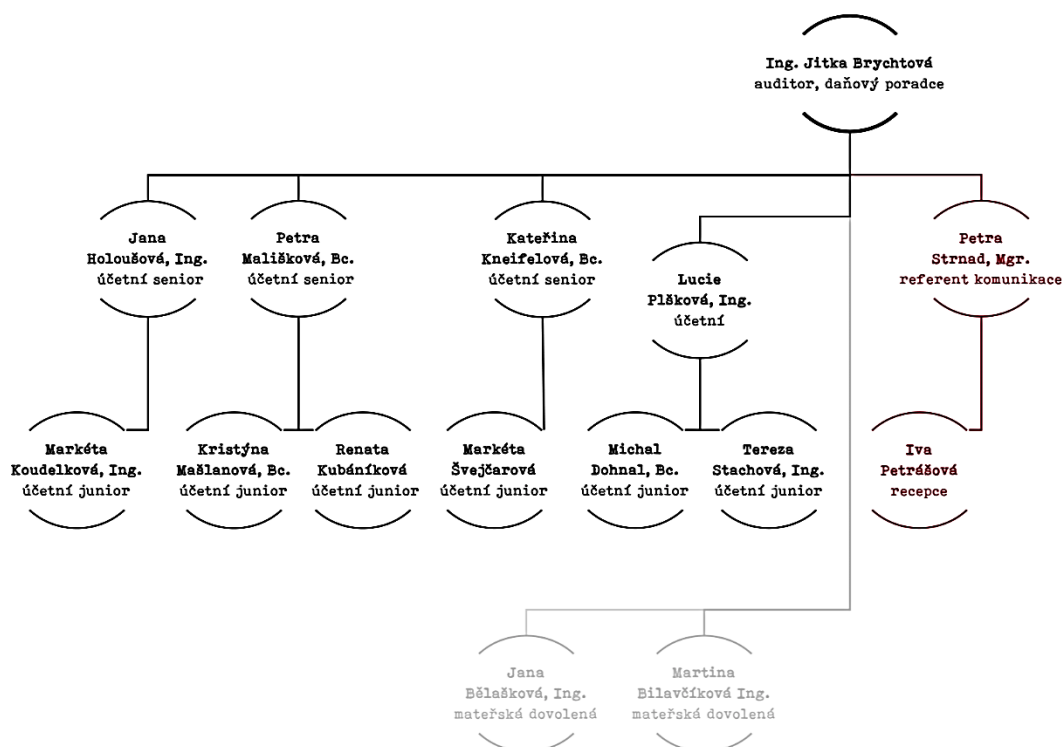 Ing. Jitka Brychtová
auditor, daňový poradce
Jana
Holoušová, Ing.
účetní senior
Petra
Mališková, Bc.
účetní senior
Kateřina
Kneifelová, Bc.
účetní senior
Lucie
Plšková, Ing.
účetní
Petra
Strnad, Mgr.
referent komunikace
Markéta
Koudelková, Ing.
účetní junior
Kristýna
Mašlanová, Bc.
účetní junior
Renata
Kubáníková
účetní junior
Markéta
Švejčarová
účetní junior
Michal
Dohnal, Bc.
účetní junior
Tereza
Stachová, Ing.
účetní junior
Iva
Petrášová
recepce
Jana
Bělašková, Ing.
mateřská dovolená
Martina
Bilavčíková Ing.
mateřská dovolená